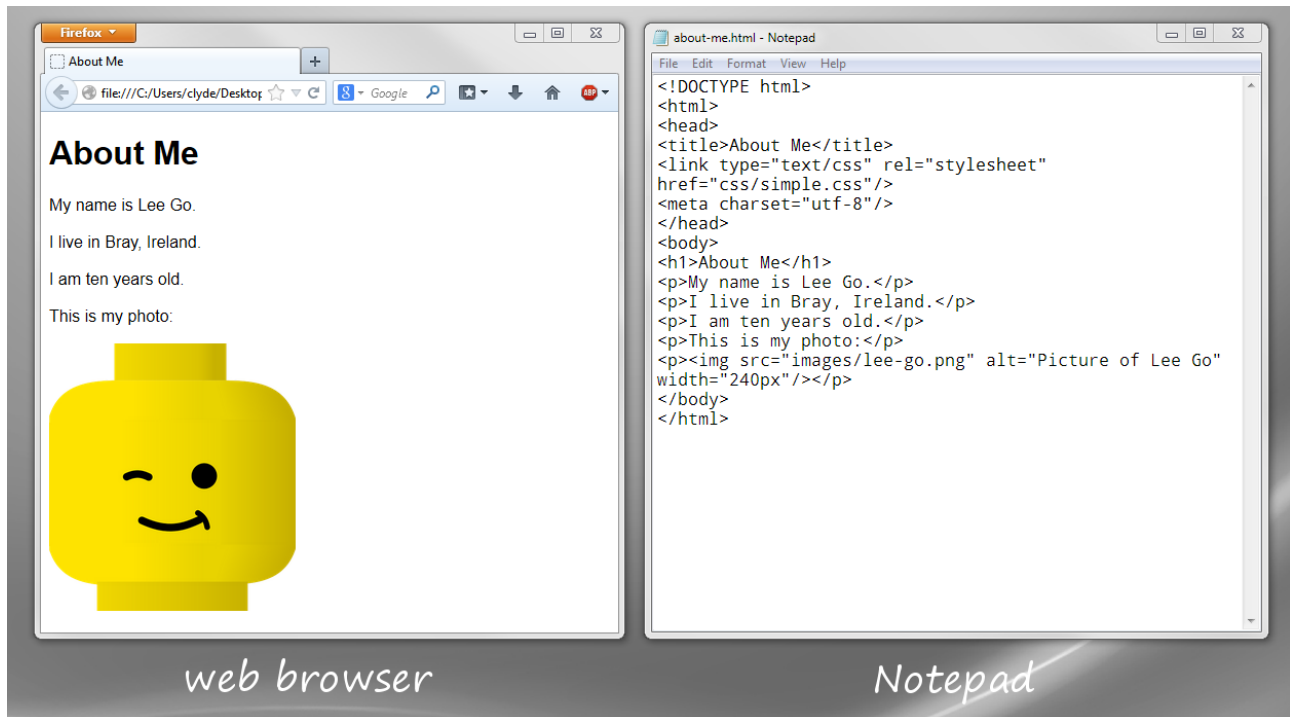 Firefox
About Me
file:///C:/Users/clyde/Desktop
8 Google
ABP
About Me
My name is Lee Go.
I live in Bray, Ireland.
I am ten years old.
This is my photo:
web browser
about-me.html - Notepad
File Edit Format View Help
<!DOCTYPE html>
<html>
<head>
<title>About Me</title>
<link type="text/css" rel="stylesheet"
href="css/simple.css"/>
<meta charset="utf-8"/>
</head>
<body>
<h1>About Me</h1>
<p>My name is Lee Go.</p>
<p>I live in Bray, Ireland.</p>
<p>I am ten years old.</p>
<p>This is my photo:</p>
<p><img src="images/lee-go.png" alt="Picture of Lee Go"
width="240px"/></p>
</body>
</html>
Notepad